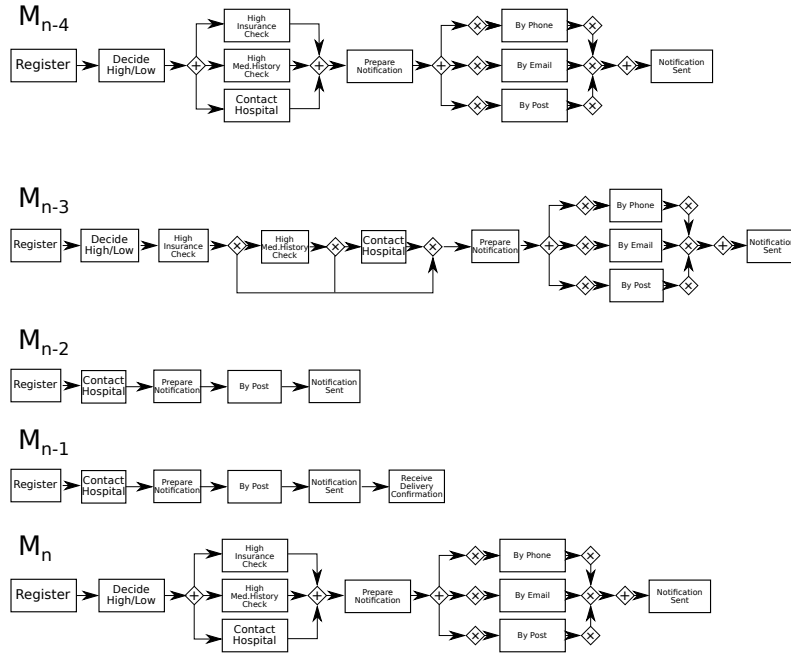 Mn-4
High
Insurance
Check
By Phone
Register
Decide
High/Low
High
Med.History
Check
Prepare
Notification
By Email
Notification
Sent
Contact
Hospital
By Post
Mn-3
By Phone
Register
Decide
High/Low
High
Insurance
Check
High
Med.History
Check
Contact
Hospital
Prepare
Notification
By Email
Notification
Sent
By Post
Mn-2
Register
Contact
Hospital
Prepare
Notification
By Post
Notification
Sent
Mn-1
Register
Contact
Hospital
Prepare
Notification
By Post
Notification
Sent
Receive
Delivery
Confirmation
Mn
High
Insurance
Check
By Phone
Register
Decide
High/Low
High
Med.History
Check
Prepare
Notification
By Email
Notification
Sent
Contact
Hospital
By Post